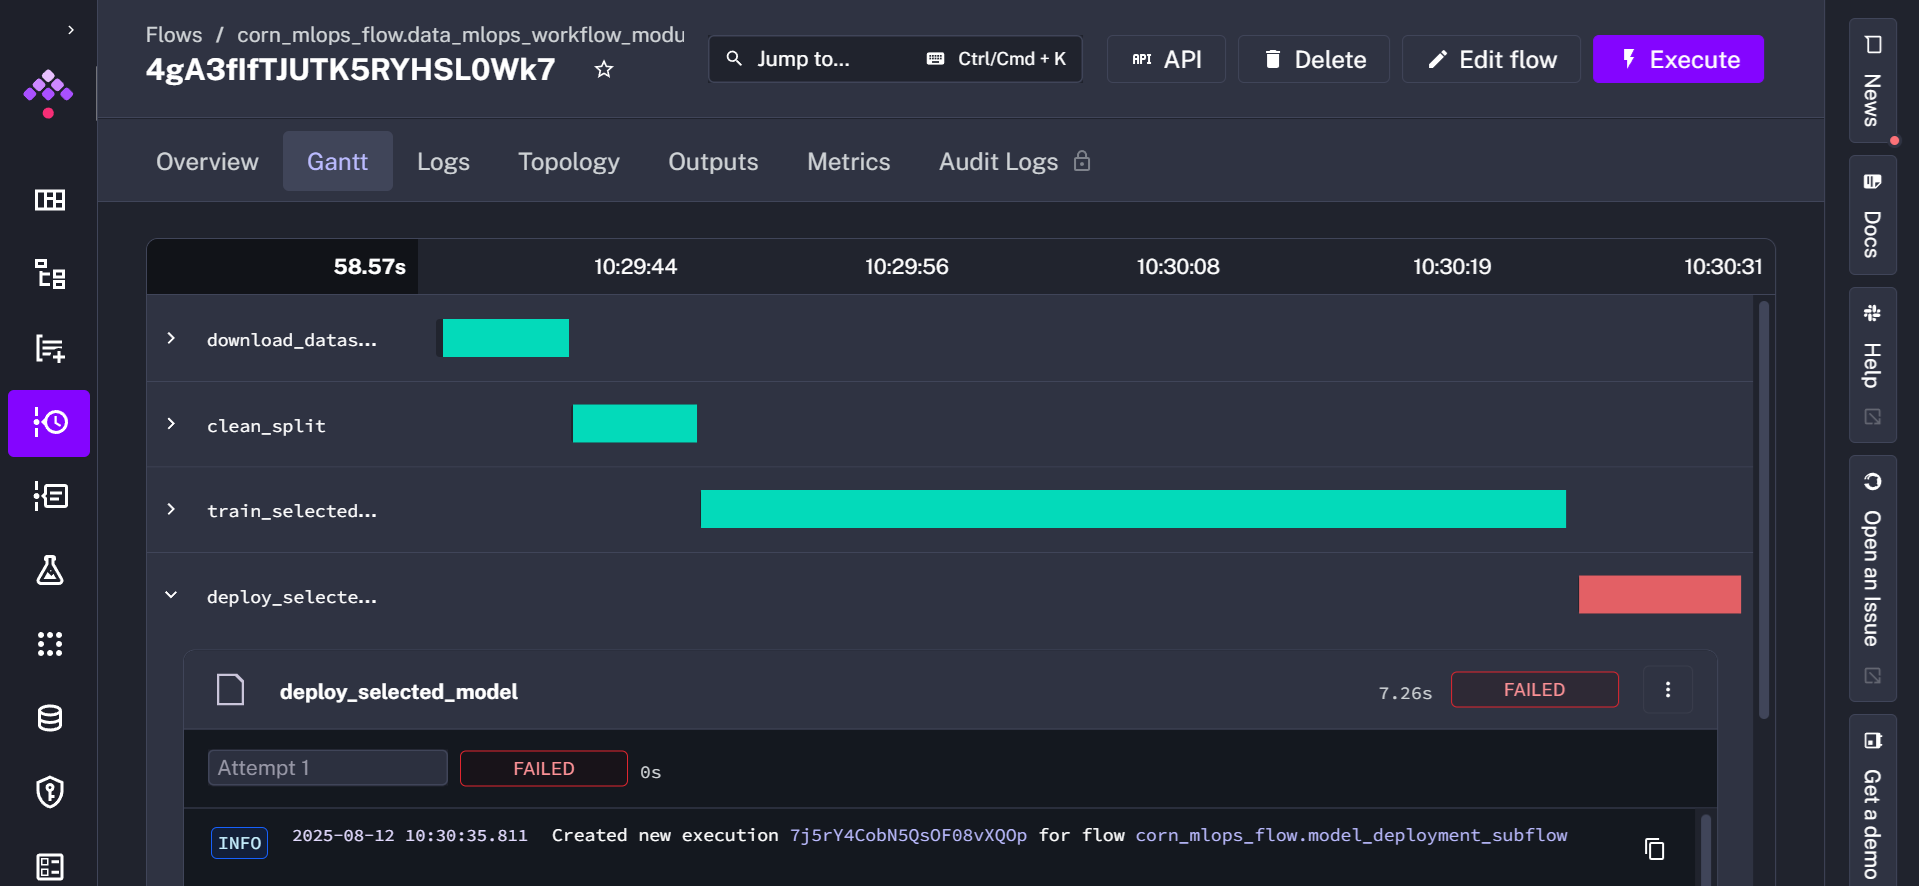 Flows / corn_mlops_flow.data_mlops_workflow_modu
4gA3fIfTJUTK5RYHSL0Wk7
Jump to... Ctrl/Cmd + K
API API
Delete
Edit flow
Execute
Overview Gantt Logs Topology Outputs Metrics Audit Logs
58.57s 10:29:44 10:29:56 10:30:08 10:30:19 10:30:31
download_datas...
clean_split
train_selected...
deploy_selecte...
deploy_selected_model 7.26s FAILED
Attempt 1 FAILED 0s
INFO 2025-08-12 10:30:35.811 Created new execution 7j5rY4CobN5QsOF08vXQOp for flow corn_mlops_flow.model_deployment_subflow
News
Docs
Help
Open an Issue
Get a demo